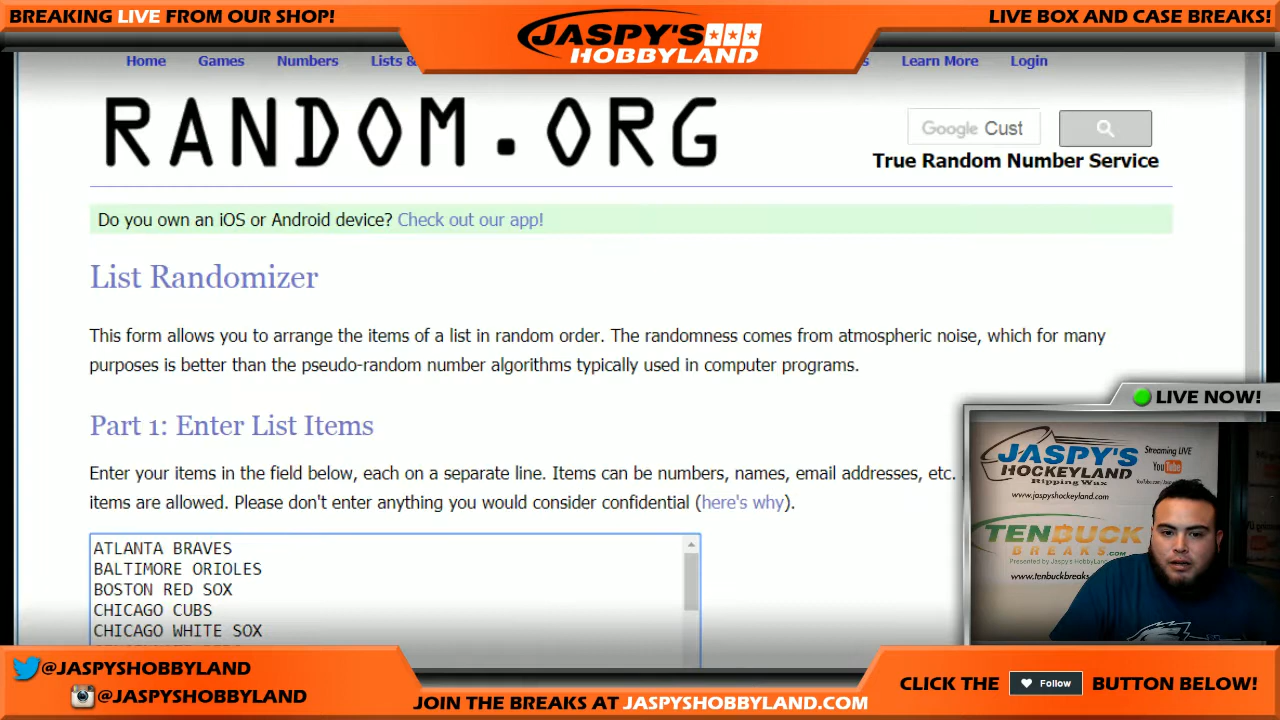 BREAKING LIVE FROM OUR SHOP!
JASPY'S
HOBBYLAND
LIVE BOX AND CASE BREAKS!
Home Games Numbers Lists & Learn More Login
RANDOM.ORG
Google Cust
True Random Number Service
Do you own an iOS or Android device? Check out our app!
List Randomizer
This form allows you to arrange the items of a list in random order. The randomness comes from atmospheric noise, which for many
purposes is better than the pseudo-random number algorithms typically used in computer programs.
Part 1: Enter List Items
Enter your items in the field below, each on a separate line. Items can be numbers, names, email addresses, etc.
items are allowed. Please don't enter anything you would consider confidential (here's why).
ATLANTA BRAVES
BALTIMORE ORIOLES
BOSTON RED SOX
CHICAGO CUBS
CHICAGO WHITE SOX
LIVE NOW!
JASPY'S
HOCKEYLAND
Ripping Wax
www.jaspyshockeyland.com
Streaming LIVE
You Tube
TENBUCK
BREAKS.COM
Presented by Jaspy's Hobbyland
www.tenbuckbreaks
@JASPYSHOBBYLAND
@JASPYSHOBBYLAND
JOIN THE BREAKS AT JASPYSHOBBYLAND.COM
CLICK THE Follow BUTTON BELOW!